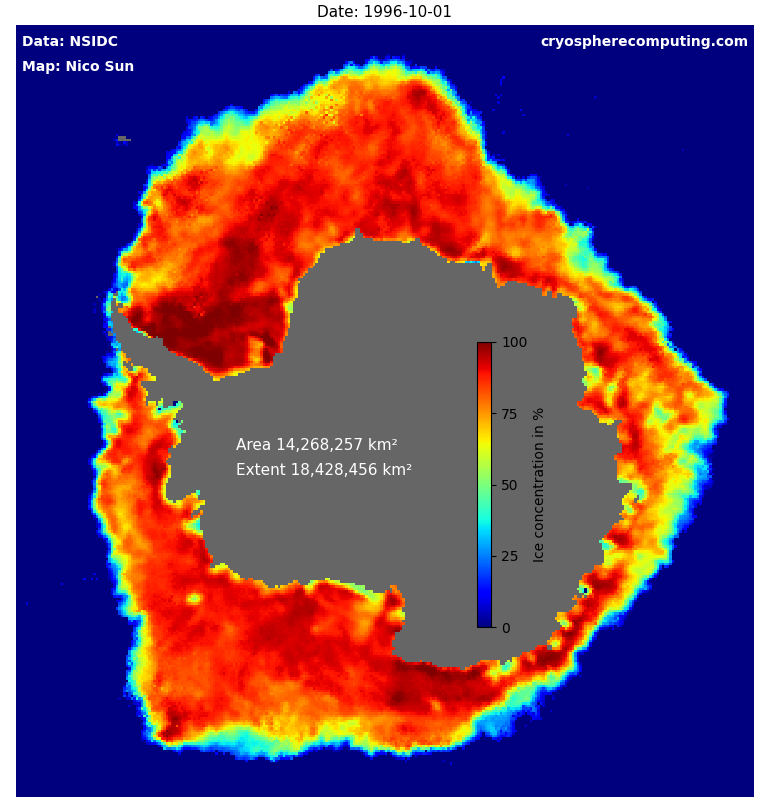 Date: 1996-10-01
Data: NSIDC
cryospherecomputing.com
Map: Nico Sun
100
75
50
25
0
Ice concentration in %
Area 14,268,257 km²
Extent 18,428,456 km²